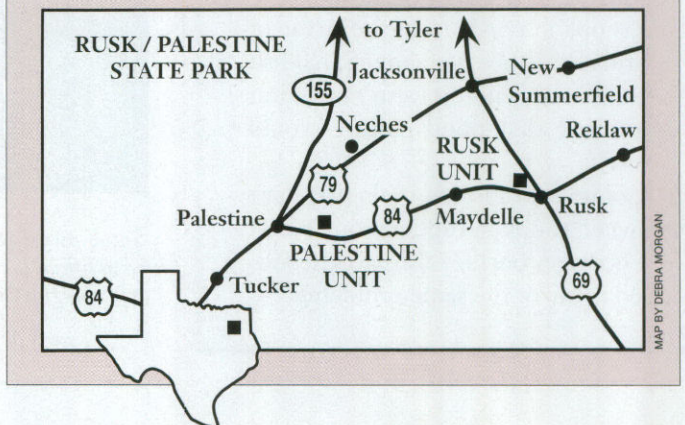 RUSK / PALESTINE
STATE PARK
to Tyler
155
Jacksonville
New
Summerfield
Neches
Reklaw
RUSK
UNIT
79
84
Palestine
Maydelle
Rusk
PALESTINE
UNIT
Tucker
84
69
MAP BY DEBRA MORGAN